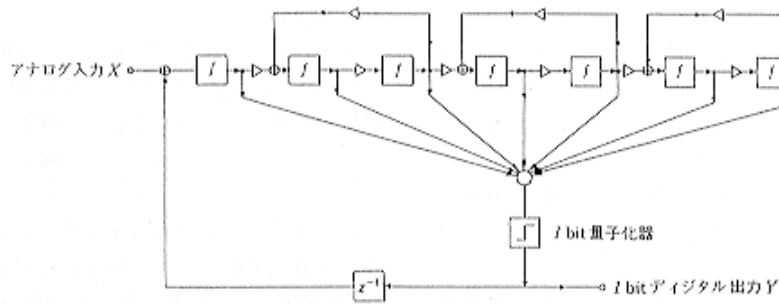 アナログ入力 X
∫ ∫ ∫ ∫ ∫ ∫ ∫
1 bit 量子化器
z⁻¹
1 bit ディジタル出力 Y